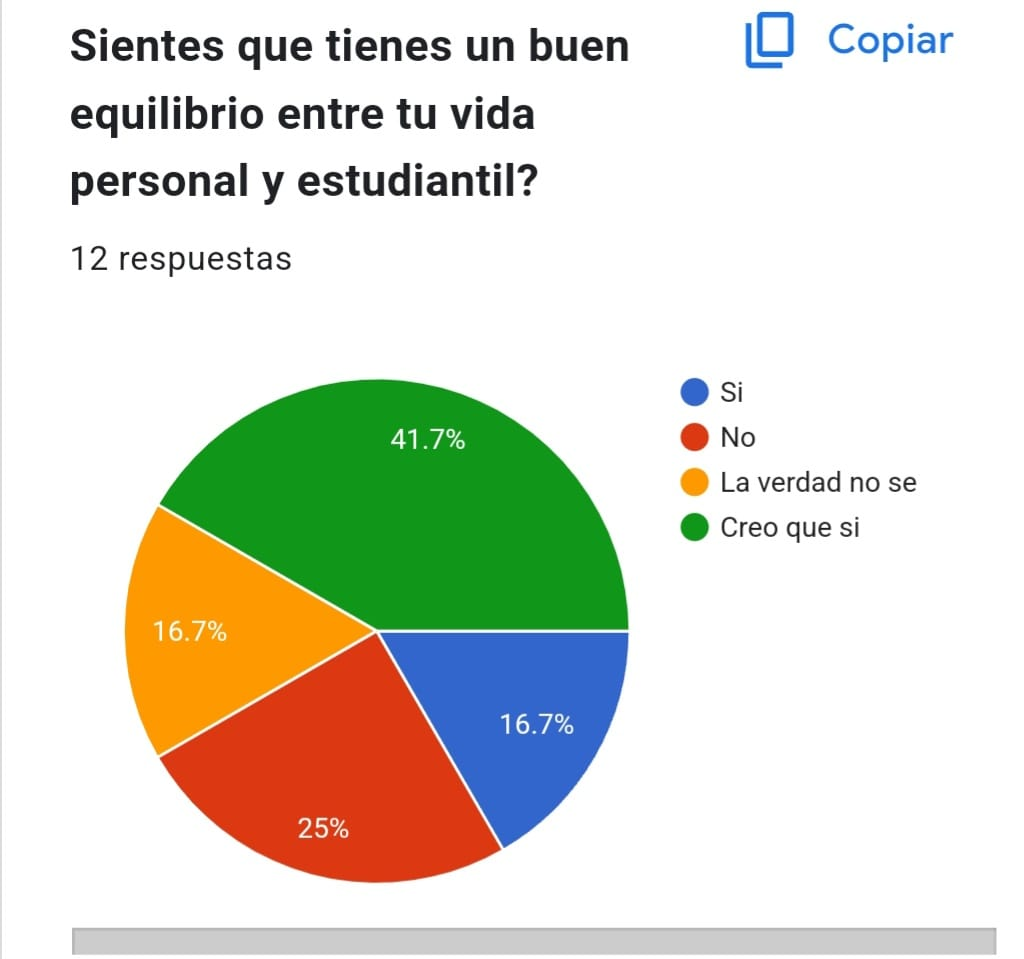 Sientes que tienes un buen
equilibrio entre tu vida
personal y estudiantil?
Copiar
12 respuestas
Si
No
La verdad no se
Creo que si
41.7%
16.7%
16.7%
25%